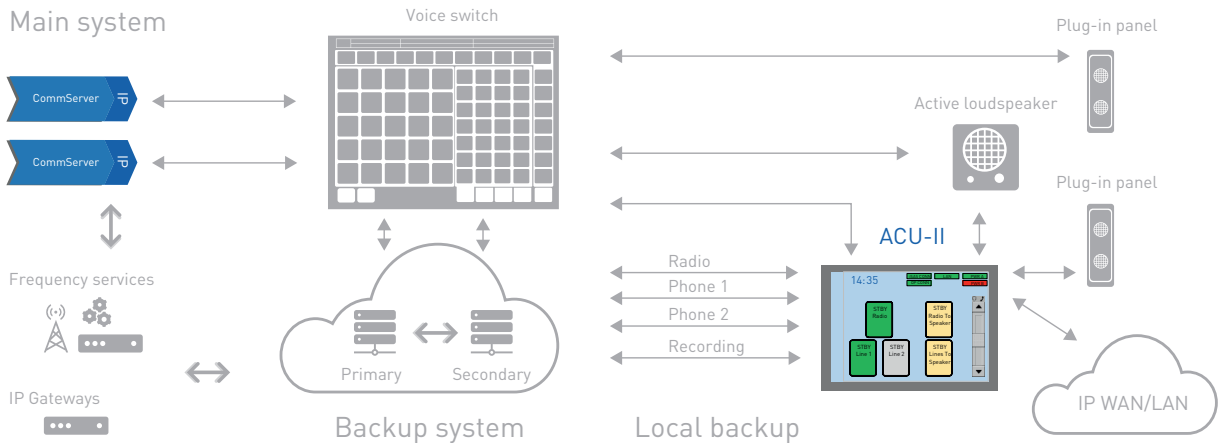 Main system
Voice switch
Plug-in panel
CommServer
IP
Active loudspeaker
CommServer
IP
Plug-in panel
ACU-II
Frequency services
Radio
Phone 1
Phone 2
Recording
14:35
STBY
Radio
STBY
Radio To
Speaker
STBY
Line 1
STBY
Line 2
STBY
Lines To
Speaker
Primary
Secondary
IP Gateways
IP WAN/LAN
Backup system
Local backup